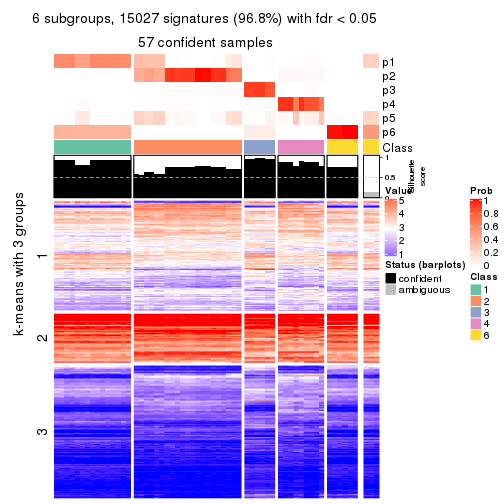 6 subgroups, 15027 signatures (96.8%) with fdr < 0.05
57 confident samples
p1
p2
p3
p4
p5
p6
Class
1
0.5
0
Silhouette
score
k-means with 3 groups
1
2
3
Value
5
4
3
2
1
Status (barplots)
confident
ambiguous
Prob
1
0.8
0.6
0.4
0.2
0
Class
1
2
3
4
6